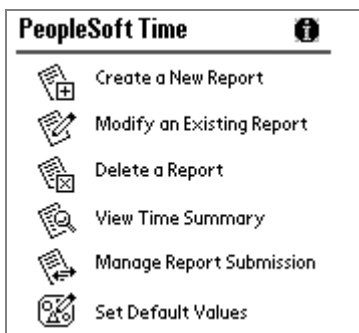 PeopleSoft Time
Create a New Report
Modify an Existing Report
Delete a Report
View Time Summary
Manage Report Submission
Set Default Values